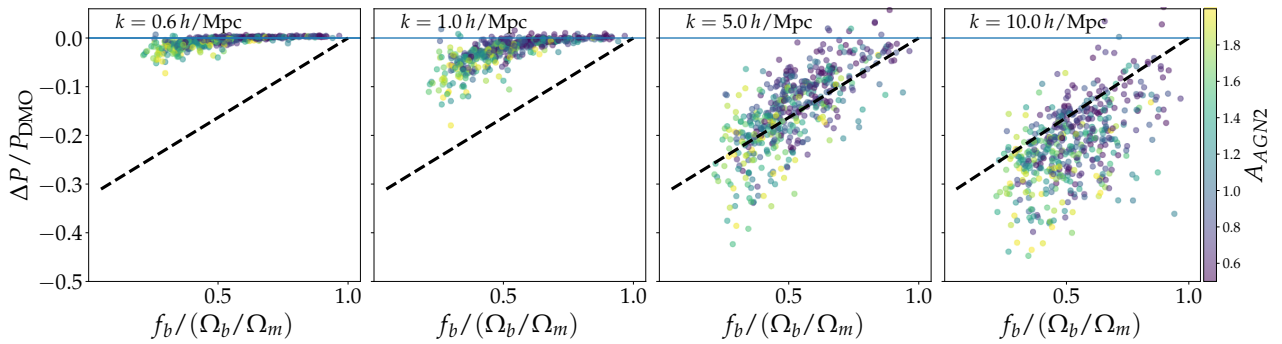 k = 0.6 h/Mpc
k = 1.0 h/Mpc
k = 5.0 h/Mpc
k = 10.0 h/Mpc
0.0
−0.1
−0.2
−0.3
−0.4
−0.5
ΔP/P_DMO
0.5 1.0
0.5 1.0
0.5 1.0
0.5 1.0
f_b/(Ω_b/Ω_m)
f_b/(Ω_b/Ω_m)
f_b/(Ω_b/Ω_m)
f_b/(Ω_b/Ω_m)
1.8
1.6
1.4
1.2
1.0
0.8
0.6
A_AGN2